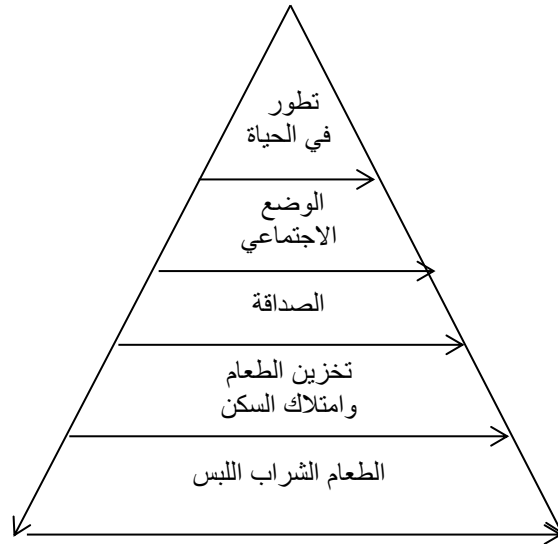 تطور
في الحياة
الوضع
الاجتماعي
الصداقة
تخزين الطعام
وامتلاك السكن
الطعام الشراب اللبس